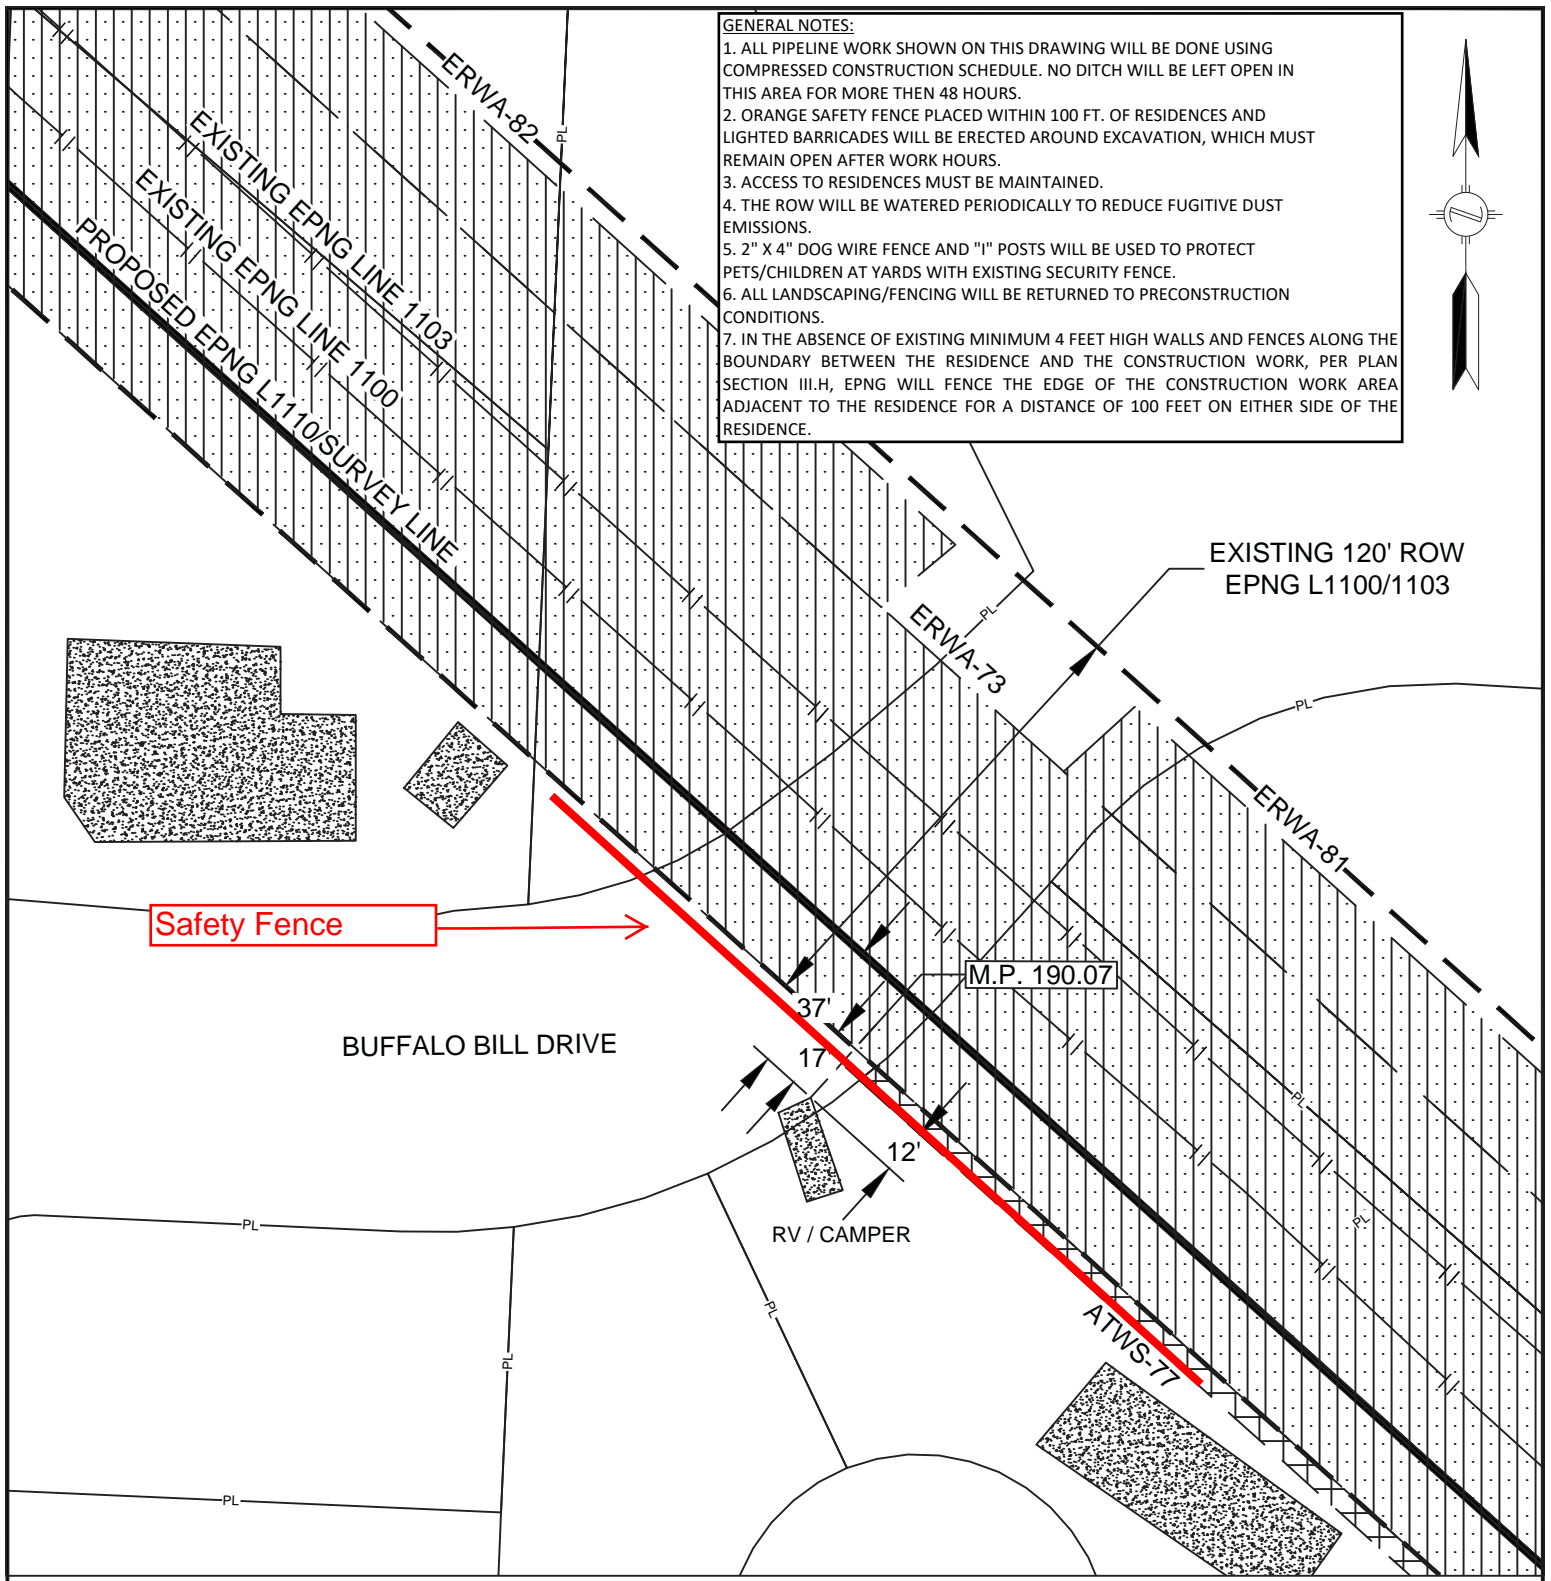 GENERAL NOTES:
1. ALL PIPELINE WORK SHOWN ON THIS DRAWING WILL BE DONE USING
COMPRESSED CONSTRUCTION SCHEDULE. NO DITCH WILL BE LEFT OPEN IN
THIS AREA FOR MORE THEN 48 HOURS.
2. ORANGE SAFETY FENCE PLACED WITHIN 100 FT. OF RESIDENCES AND
LIGHTED BARRICADES WILL BE ERECTED AROUND EXCAVATION, WHICH MUST
REMAIN OPEN AFTER WORK HOURS.
3. ACCESS TO RESIDENCES MUST BE MAINTAINED.
4. THE ROW WILL BE WATERED PERIODICALLY TO REDUCE FUGITIVE DUST
EMISSIONS.
5. 2" X 4" DOG WIRE FENCE AND "I" POSTS WILL BE USED TO PROTECT
PETS/CHILDREN AT YARDS WITH EXISTING SECURITY FENCE.
6. ALL LANDSCAPING/FENCING WILL BE RETURNED TO PRECONSTRUCTION
CONDITIONS.
7. IN THE ABSENCE OF EXISTING MINIMUM 4 FEET HIGH WALLS AND FENCES ALONG THE
BOUNDARY BETWEEN THE RESIDENCE AND THE CONSTRUCTION WORK, PER PLAN
SECTION III.H, EPNG WILL FENCE THE EDGE OF THE CONSTRUCTION WORK AREA
ADJACENT TO THE RESIDENCE FOR A DISTANCE OF 100 FEET ON EITHER SIDE OF THE
RESIDENCE.
ERWA-82
PL
EXISTING EPNG LINE 1103
EXISTING EPNG LINE 1100
PROPOSED EPNG L1110/SURVEY LINE
N
EXISTING 120' ROW
EPNG L1100/1103
PL
ERWA-73
PL
ERWA-81
Safety Fence
M.P. 190.07
37'
BUFFALO BILL DRIVE
17'
PL
12'
RV / CAMPER
PL
PL
PL
ATWS-77
PL
PL